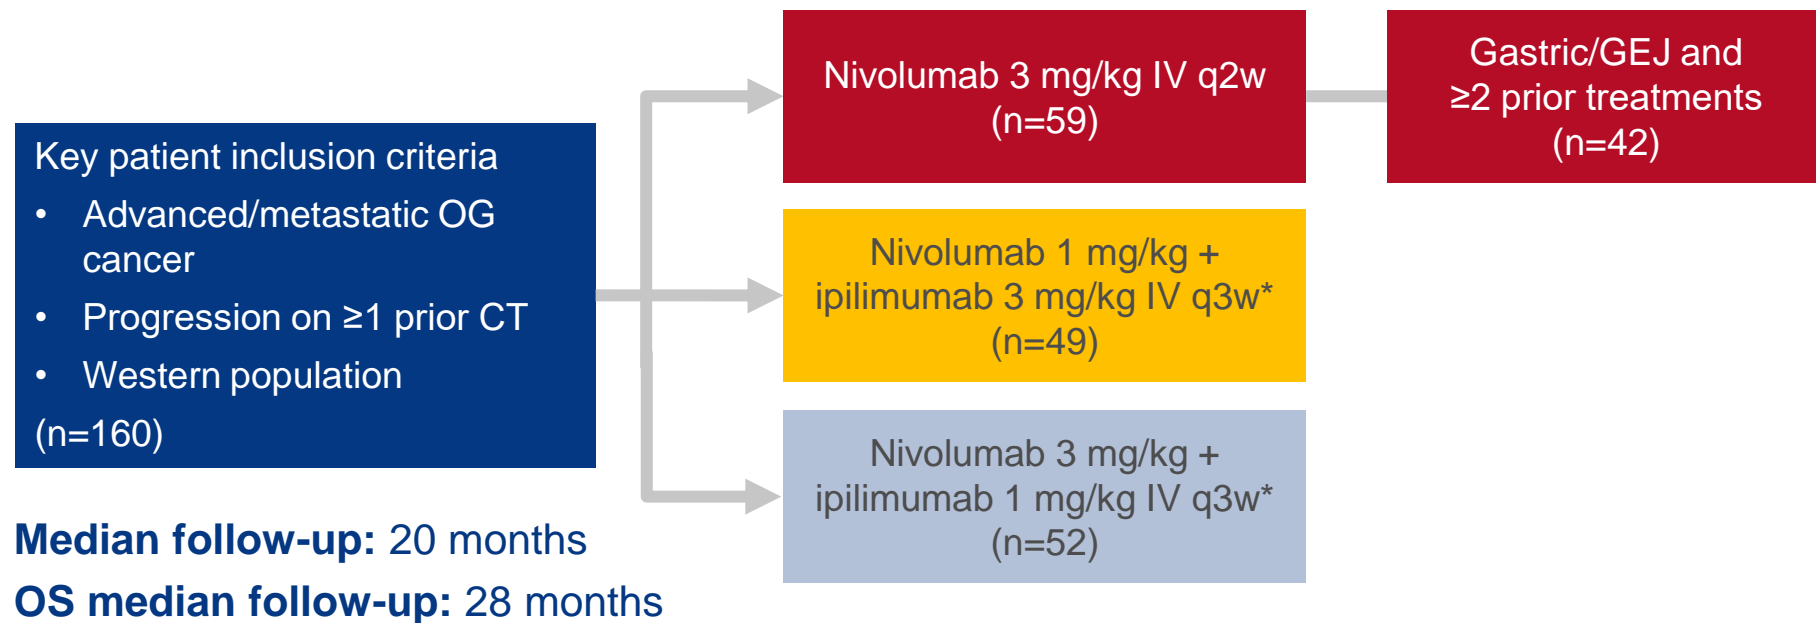 Key patient inclusion criteria
• Advanced/metastatic OG
cancer
• Progression on ≥1 prior CT
• Western population
(n=160)
Nivolumab 3 mg/kg IV q2w
(n=59)
Gastric/GEJ and
≥2 prior treatments
(n=42)
Nivolumab 1 mg/kg +
ipilimumab 3 mg/kg IV q3w*
(n=49)
Nivolumab 3 mg/kg +
ipilimumab 1 mg/kg IV q3w*
(n=52)
Median follow-up: 20 months
OS median follow-up: 28 months